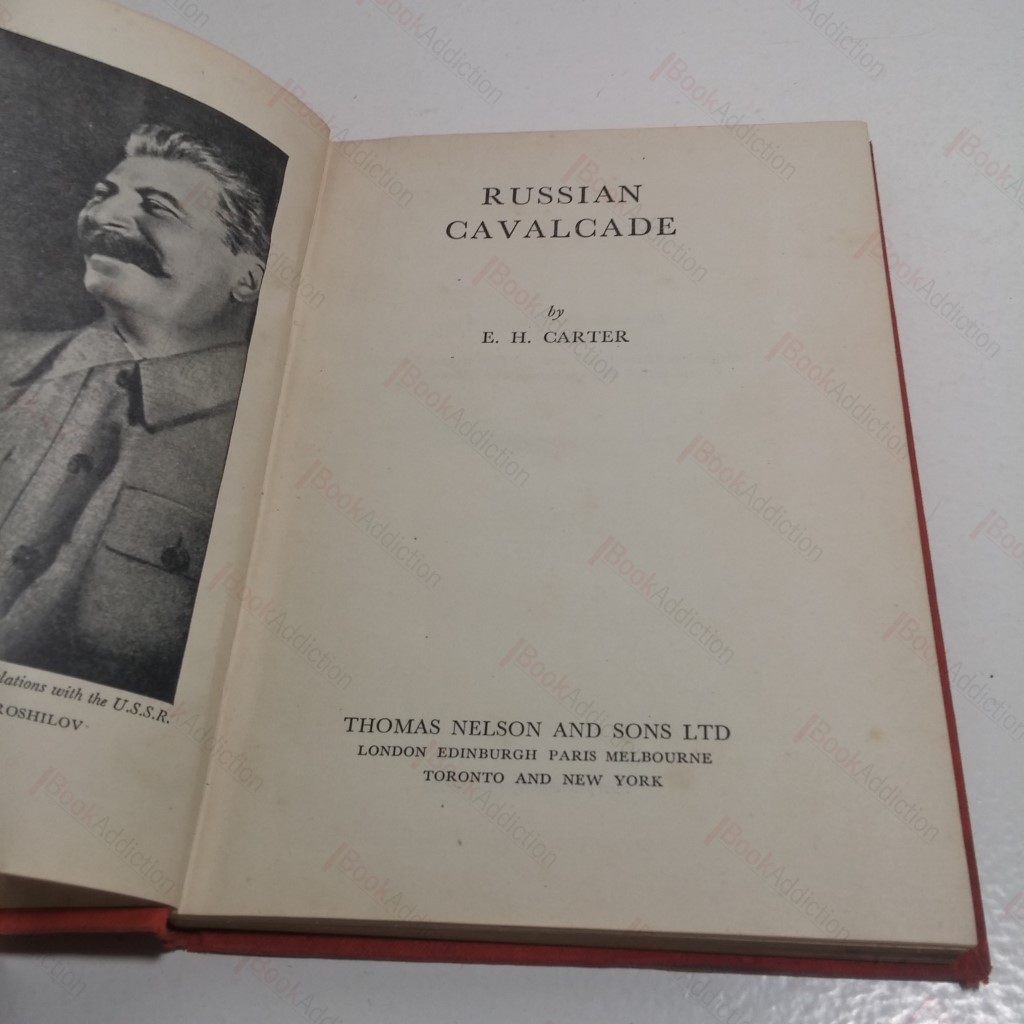 lations with the U.S.S.R.
ROSHILOV
RUSSIAN
CAVALCADE
by
E. H. CARTER
THOMAS NELSON AND SONS LTD
LONDON EDINBURGH PARIS MELBOURNE
TORONTO AND NEW YORK
BookAddiction